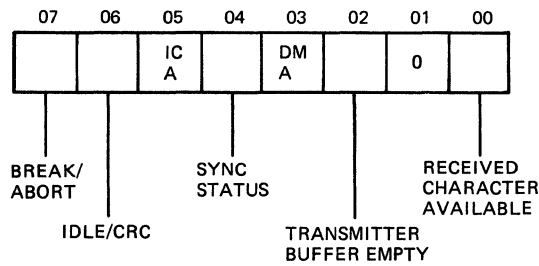 07 06 05 04 03 02 01 00
IC
A
DM
A
0
BREAK/
ABORT
IDLE/CRC
SYNC
STATUS
TRANSMITTER
BUFFER EMPTY
RECEIVED
CHARACTER
AVAILABLE